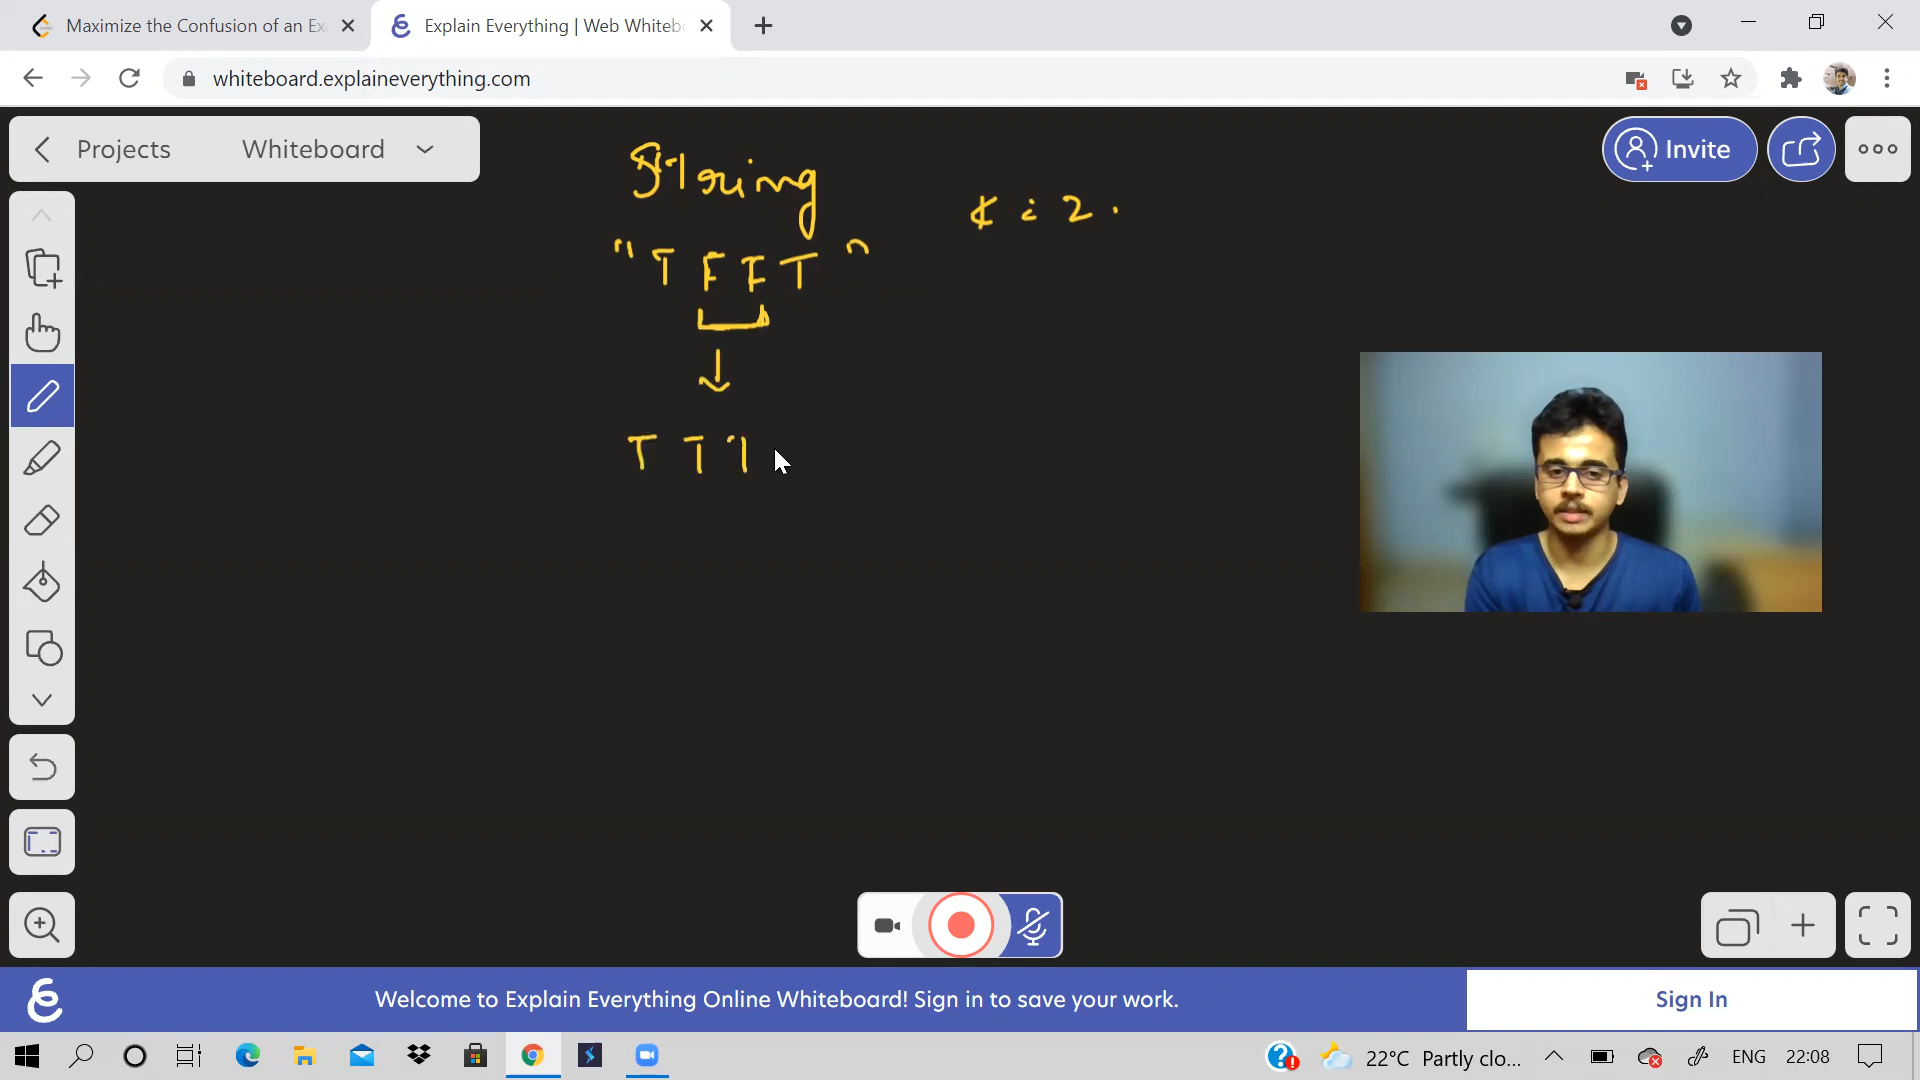 Maximize the Confusion of an Ex
Explain Everything | Web Whitebo
whiteboard.explaineverything.com
Projects
Whiteboard
Invite
String
K = 2.
"T F F T"
T T T
Welcome to Explain Everything Online Whiteboard! Sign in to save your work.
Sign In
22°C Partly clo...
ENG
22:08